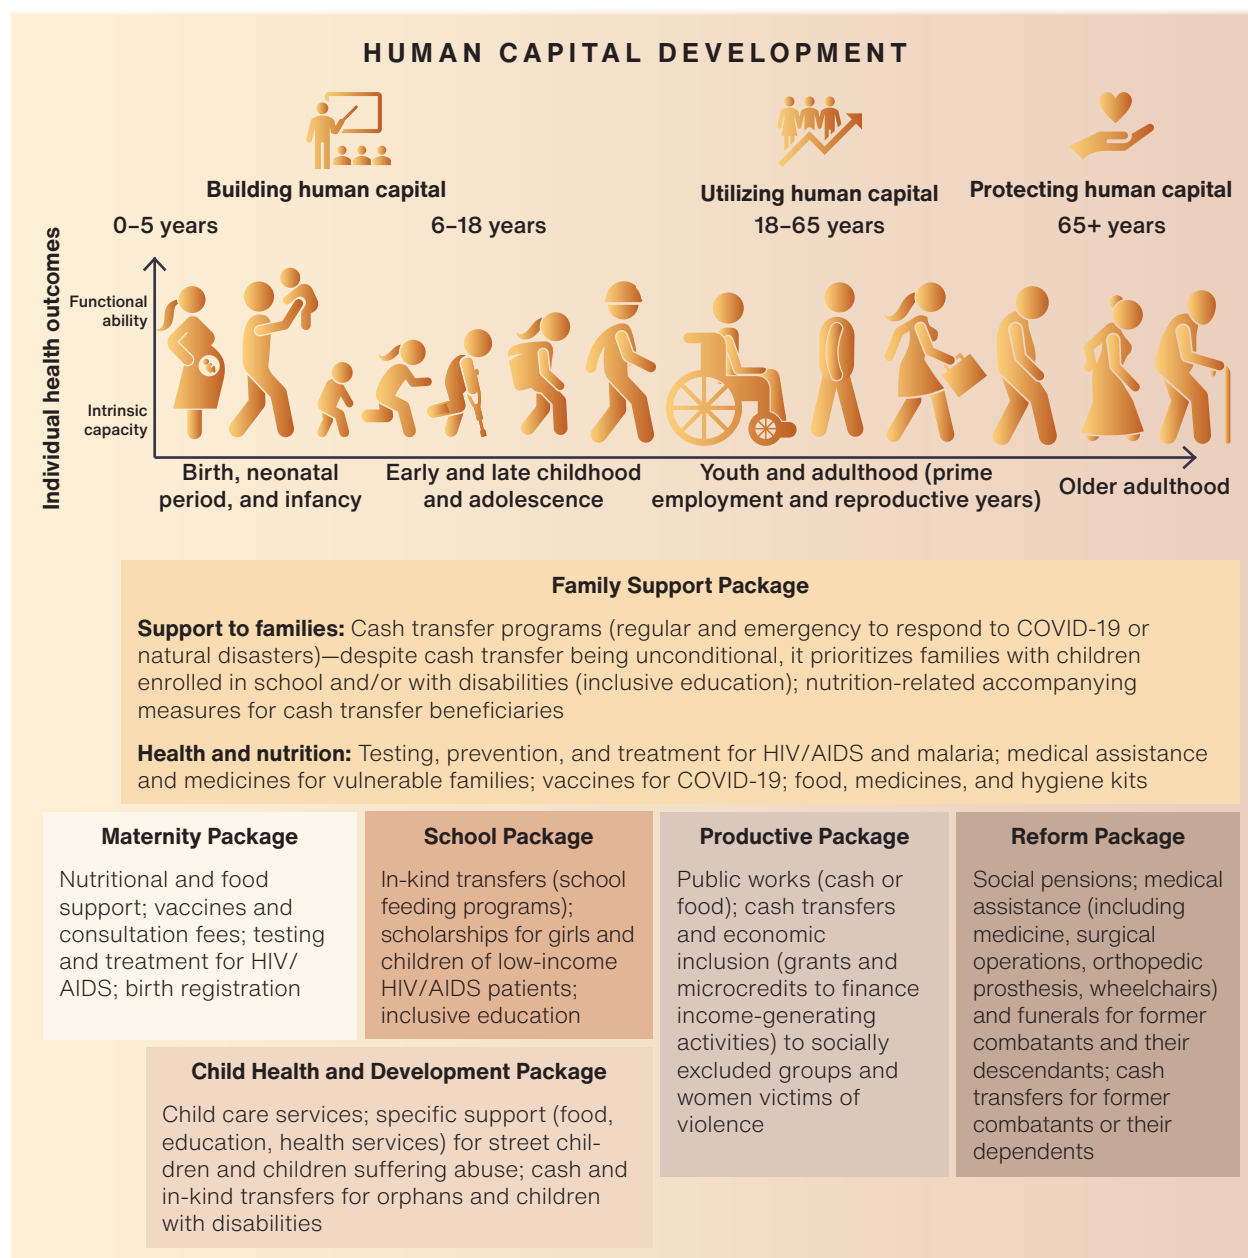 HUMAN CAPITAL DEVELOPMENT
Building human capital
Utilizing human capital
Protecting human capital
0–5 years
6–18 years
18–65 years
65+ years
Individual health outcomes
Functional
ability
Intrinsic
capacity
Birth, neonatal
period, and infancy
Early and late childhood
and adolescence
Youth and adulthood (prime
employment and reproductive years)
Older adulthood
Family Support Package
Support to families: Cash transfer programs (regular and emergency to respond to COVID-19 or
natural disasters)—despite cash transfer being unconditional, it prioritizes families with children
enrolled in school and/or with disabilities (inclusive education); nutrition-related accompanying
measures for cash transfer beneficiaries
Health and nutrition: Testing, prevention, and treatment for HIV/AIDS and malaria; medical assistance
and medicines for vulnerable families; vaccines for COVID-19; food, medicines, and hygiene kits
Maternity Package
Nutritional and food
support; vaccines and
consultation fees; testing
and treatment for HIV/
AIDS; birth registration
School Package
In-kind transfers (school
feeding programs);
scholarships for girls and
children of low-income
HIV/AIDS patients;
inclusive education
Child Health and Development Package
Child care services; specific support (food,
education, health services) for street chil-
dren and children suffering abuse; cash and
in-kind transfers for orphans and children
with disabilities
Productive Package
Public works (cash or
food); cash transfers
and economic
inclusion (grants and
microcredits to finance
income-generating
activities) to socially
excluded groups and
women victims of
violence
Reform Package
Social pensions; medical
assistance (including
medicine, surgical
operations, orthopedic
prosthesis, wheelchairs)
and funerals for former
combatants and their
descendants; cash
transfers for former
combatants or their
dependents